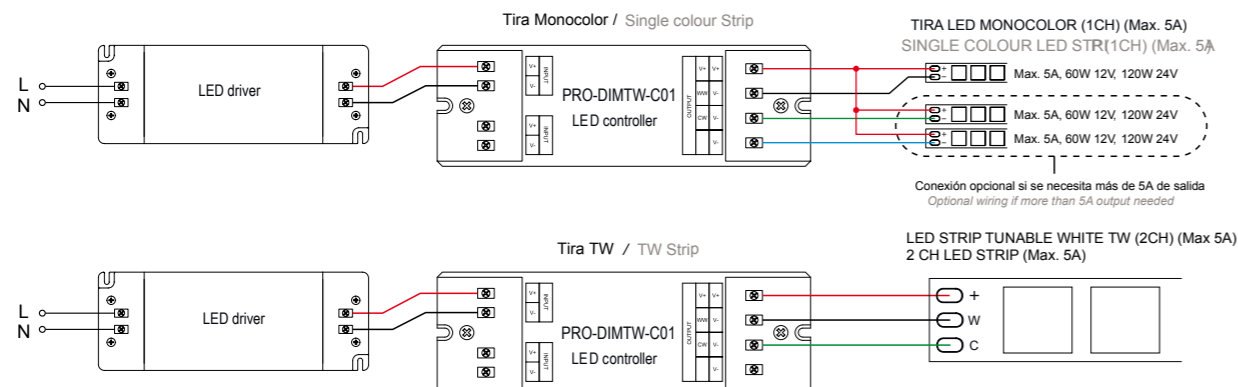 Tira Monocolor / Single colour Strip
TIRA LED MONOCOLOR (1CH) (Max. 5A)
SINGLE COLOUR LED STR(1CH) (Max. 5A
L
N
LED driver
V+
V-
INPUT
V+
V-
INPUT
PRO-DIMTW-C01
LED controller
OUTPUT
V+ V+
WW V-
CW V-
V-
+
−
Max. 5A, 60W 12V, 120W 24V
+
−
Max. 5A, 60W 12V, 120W 24V
+
−
Max. 5A, 60W 12V, 120W 24V
Conexión opcional si se necesita más de 5A de salida
Optional wiring if more than 5A output needed
Tira TW / TW Strip
LED STRIP TUNABLE WHITE TW (2CH) (Max 5A)
2 CH LED STRIP (Max. 5A)
L
N
LED driver
V+
V-
INPUT
V+
V-
INPUT
PRO-DIMTW-C01
LED controller
OUTPUT
V+ V+
WW V-
CW V-
V-
+
W
C